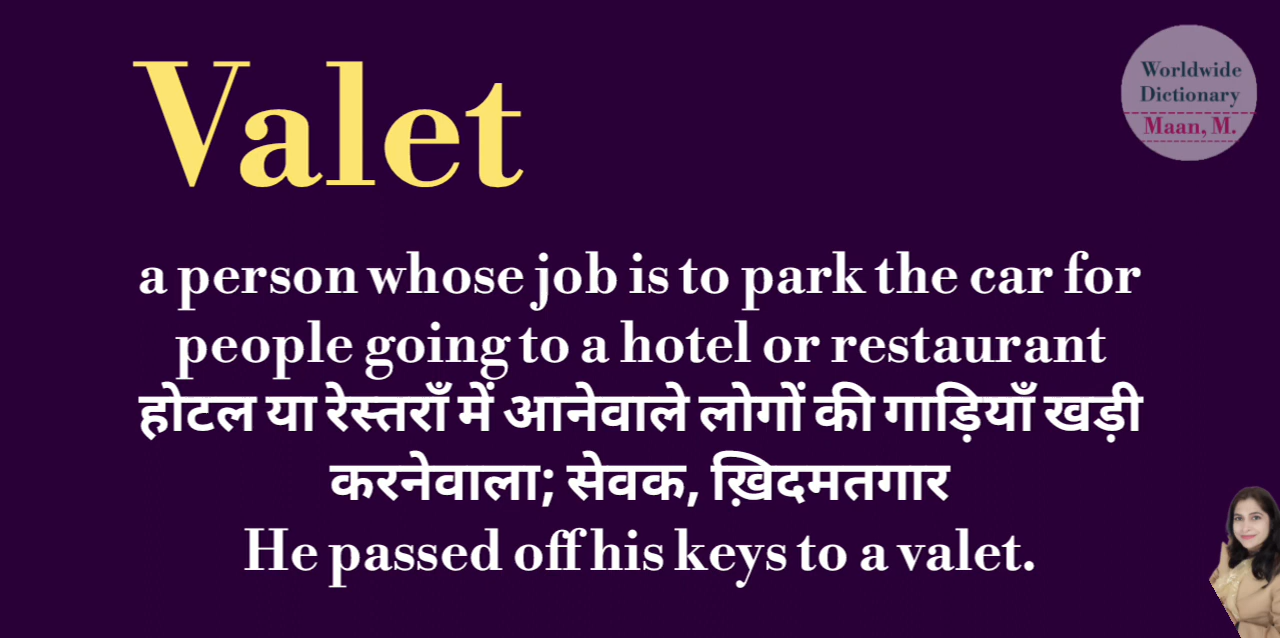 Valet
Worldwide
Dictionary
Maan, M.
a person whose job is to park the car for
people going to a hotel or restaurant
होटल या रेस्तराँ में आनेवाले लोगों की गाड़ियाँ खड़ी
करनेवाला; सेवक, ख़िदमतगार
He passed off his keys to a valet.